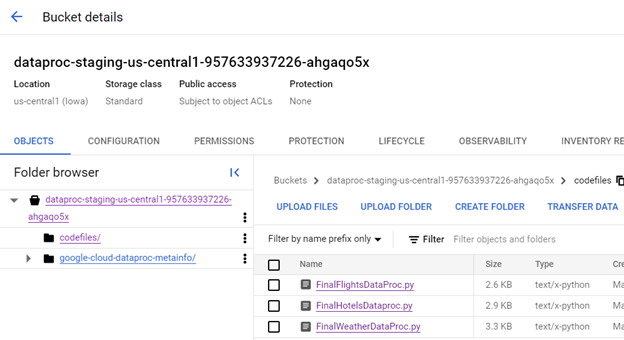 Bucket details
dataproc-staging-us-central1-957633937226-ahgaqo5x
Location Storage class Public access Protection
us-central1 (Iowa) Standard Subject to object ACLs None
OBJECTS CONFIGURATION PERMISSIONS PROTECTION LIFECYCLE OBSERVABILITY INVENTORY RE
Folder browser
dataproc-staging-us-central1-957633937226-
ahgaqo5x
codefiles/
google-cloud-dataproc-metainfo/
Buckets dataproc-staging-us-central1-957633937226-ahgaqo5x codefiles
UPLOAD FILES UPLOAD FOLDER CREATE FOLDER TRANSFER DATA
Filter by name prefix only Filter Filter objects and folders
Name Size Type Cre
FinalFlightsDataProc.py 2.6 KB text/x-python Ma
FinalHotelsDataproc.py 2.9 KB text/x-python Ma
FinalWeatherDataProc.py 3.3 KB text/x-python Ma